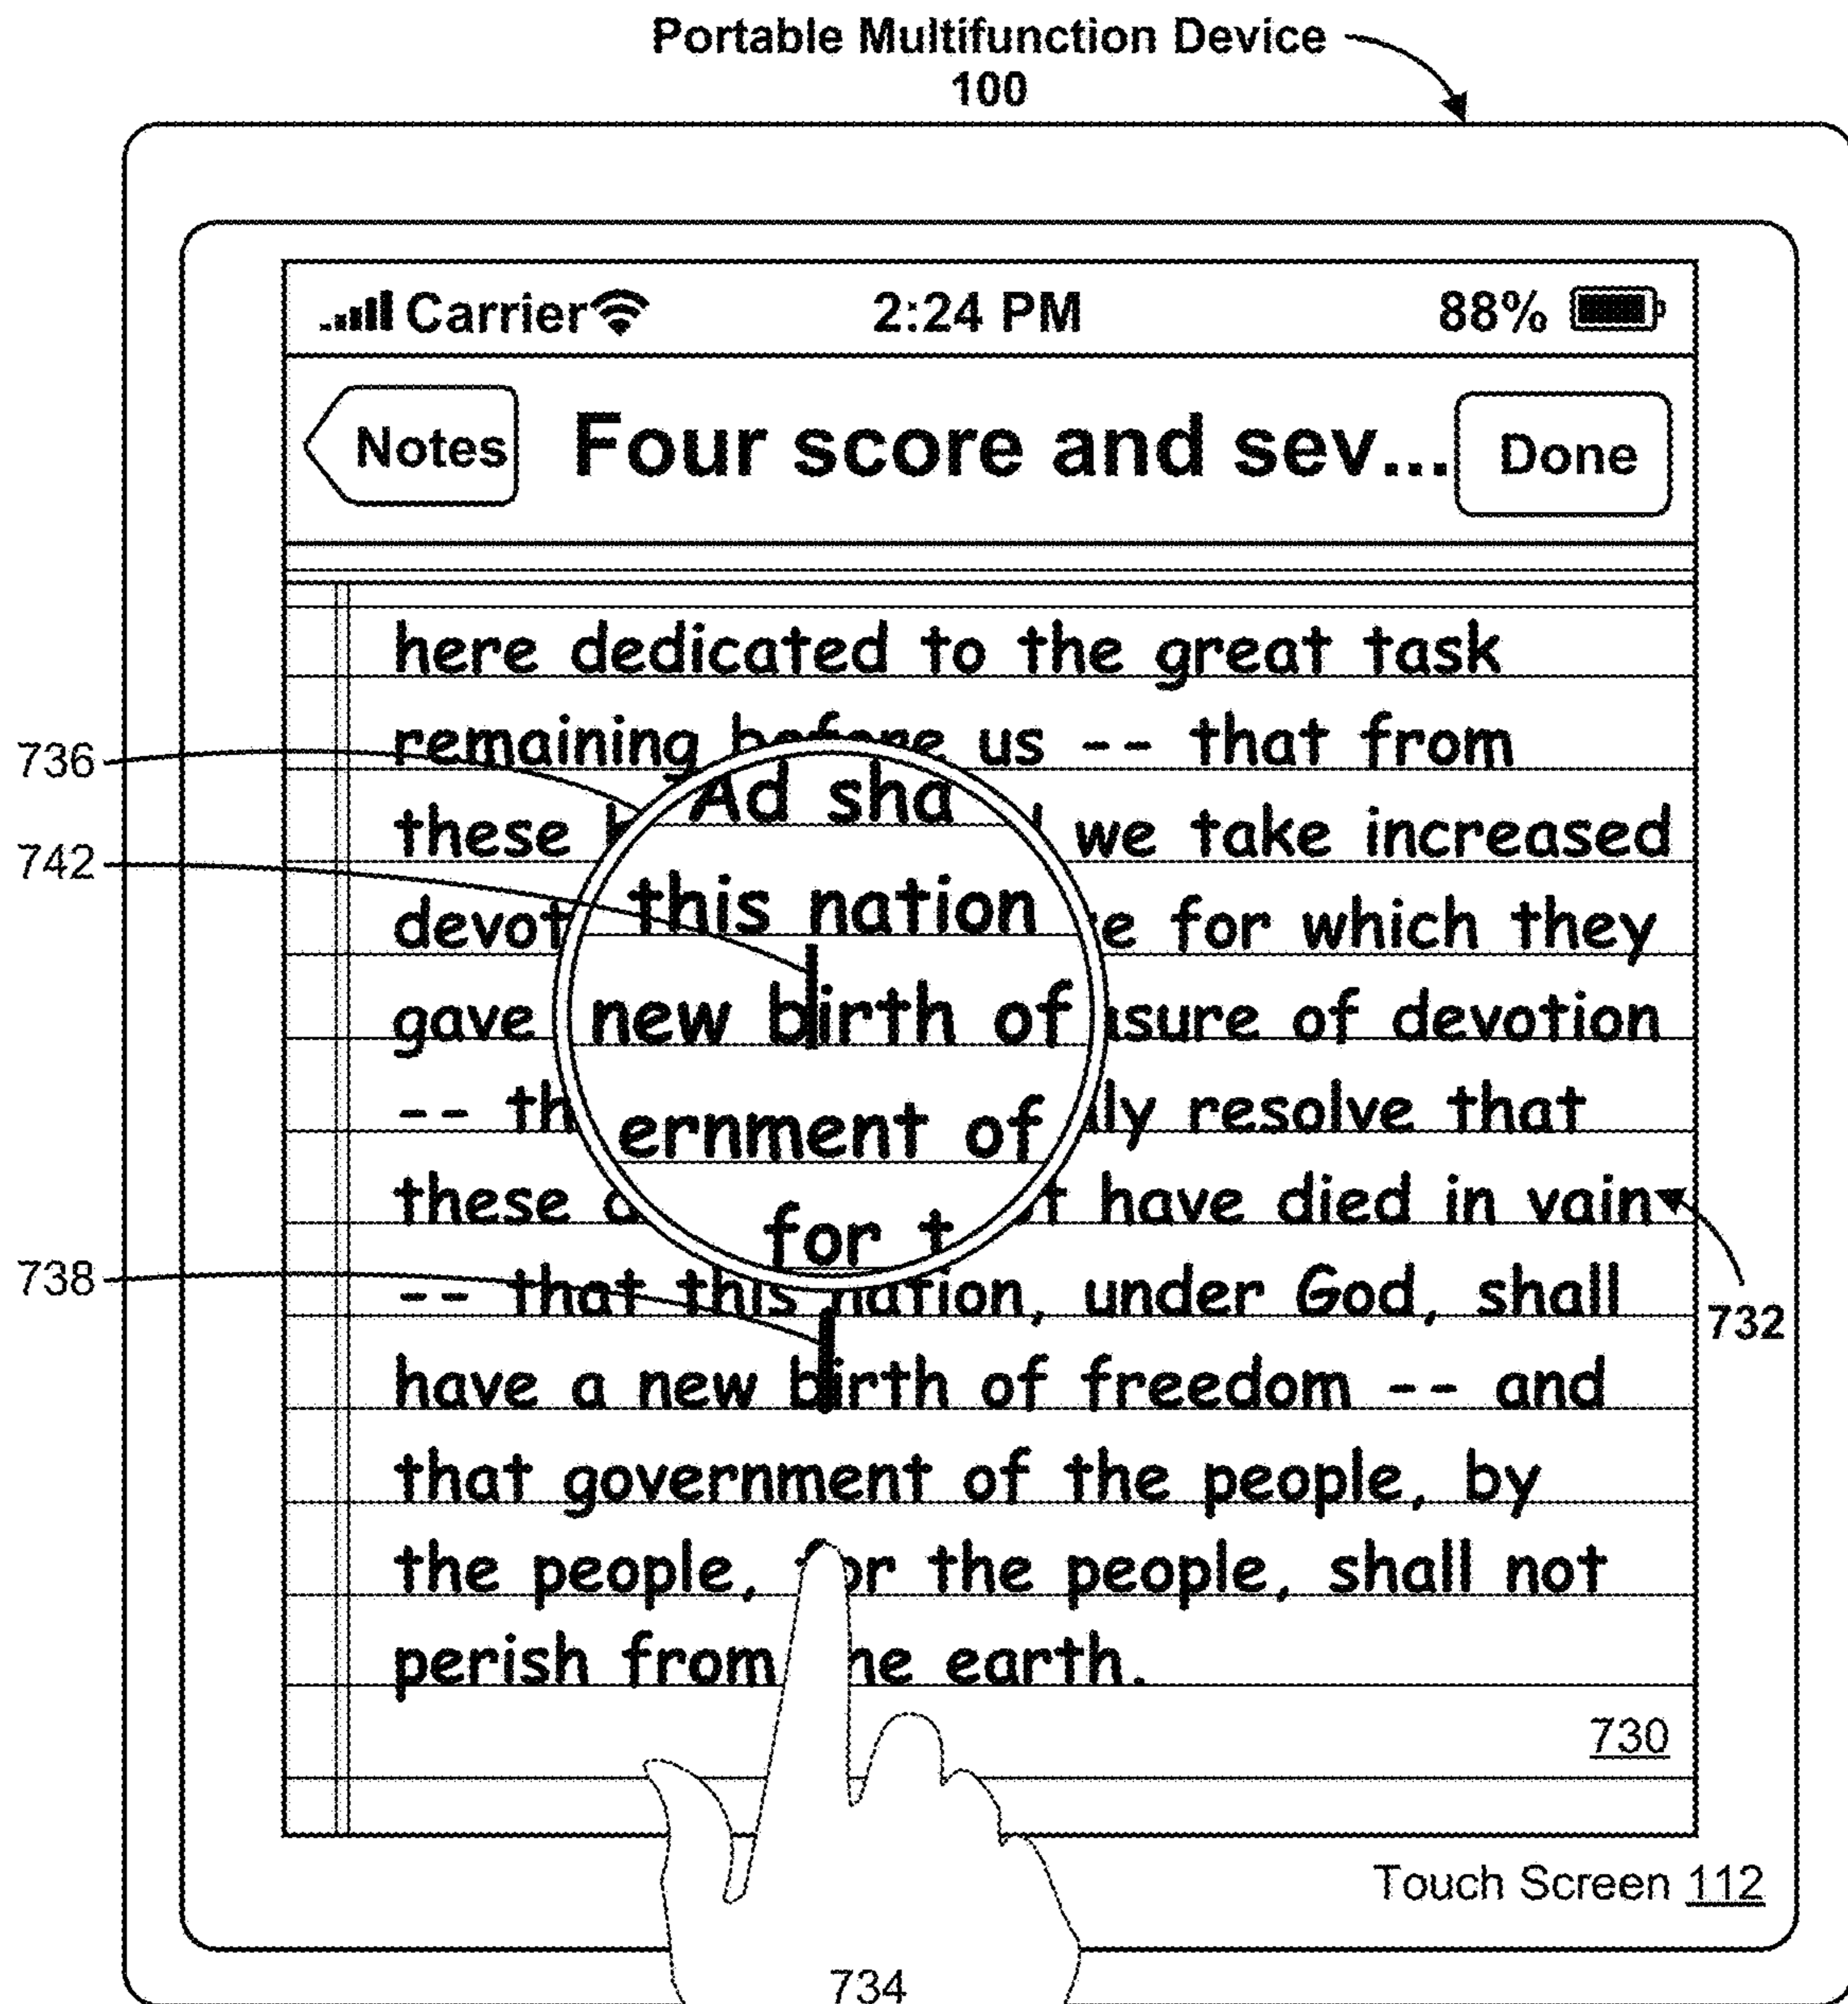 Portable Multifunction Device
100
Carrier 2:24 PM 88%
Notes Four score and sev... Done
here dedicated to the great task
remaining before us -- that from
736
these we take increased
Ad sha
742
devot for which they
this nation
gave of devotion
new birth of
-- resolve that
ernment of
these have died in vain
for t
738
-- that this nation, under God, shall
732
have a new birth of freedom -- and
that government of the people, by
the people, for the people, shall not
perish from the earth.
730
Touch Screen 112
734